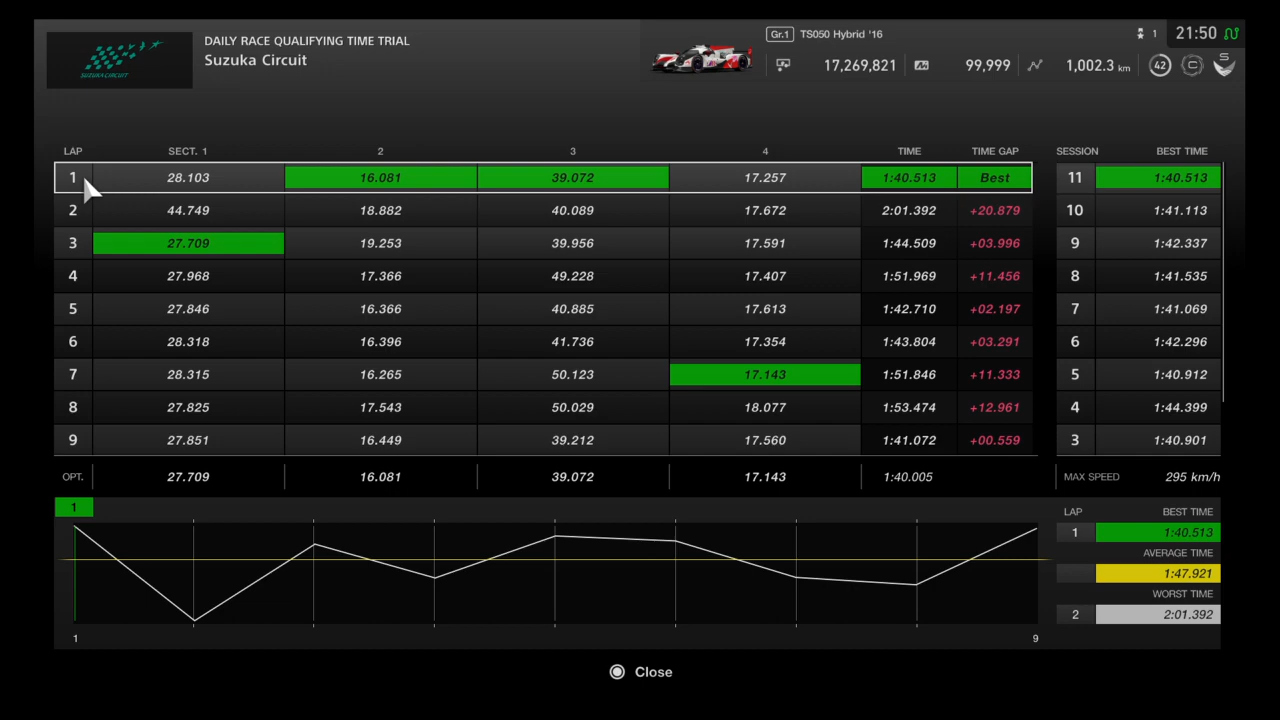 DAILY RACE QUALIFYING TIME TRIAL
Suzuka Circuit
SUZUKA CIRCUIT
Gr.1 TS050 Hybrid '16
1 21:50
17,269,821 99,999 1,002.3 km 42 C S
LAP SECT. 1 2 3 4 TIME TIME GAP
1 28.103 16.081 39.072 17.257 1:40.513 Best
2 44.749 18.882 40.089 17.672 2:01.392 +20.879
3 27.709 19.253 39.956 17.591 1:44.509 +03.996
4 27.968 17.366 49.228 17.407 1:51.969 +11.456
5 27.846 16.366 40.885 17.613 1:42.710 +02.197
6 28.318 16.396 41.736 17.354 1:43.804 +03.291
7 28.315 16.265 50.123 17.143 1:51.846 +11.333
8 27.825 17.543 50.029 18.077 1:53.474 +12.961
9 27.851 16.449 39.212 17.560 1:41.072 +00.559
OPT. 27.709 16.081 39.072 17.143 1:40.005
SESSION BEST TIME
11 1:40.513
10 1:41.113
9 1:42.337
8 1:41.535
7 1:41.069
6 1:42.296
5 1:40.912
4 1:44.399
3 1:40.901
MAX SPEED 295 km/h
1
1 9
LAP BEST TIME
1 1:40.513
AVERAGE TIME
1:47.921
WORST TIME
2 2:01.392
Close